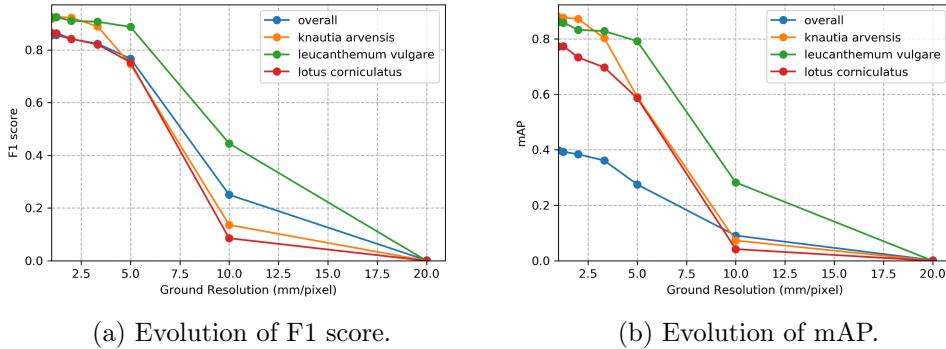 overall
knautia arvensis
leucanthemum vulgare
lotus corniculatus
F1 score
0.8
0.6
0.4
0.2
0.0
2.5 5.0 7.5 10.0 12.5 15.0 17.5 20.0
Ground Resolution (mm/pixel)
(a) Evolution of F1 score.
overall
knautia arvensis
leucanthemum vulgare
lotus corniculatus
mAP
0.8
0.6
0.4
0.2
0.0
2.5 5.0 7.5 10.0 12.5 15.0 17.5 20.0
Ground Resolution (mm/pixel)
(b) Evolution of mAP.